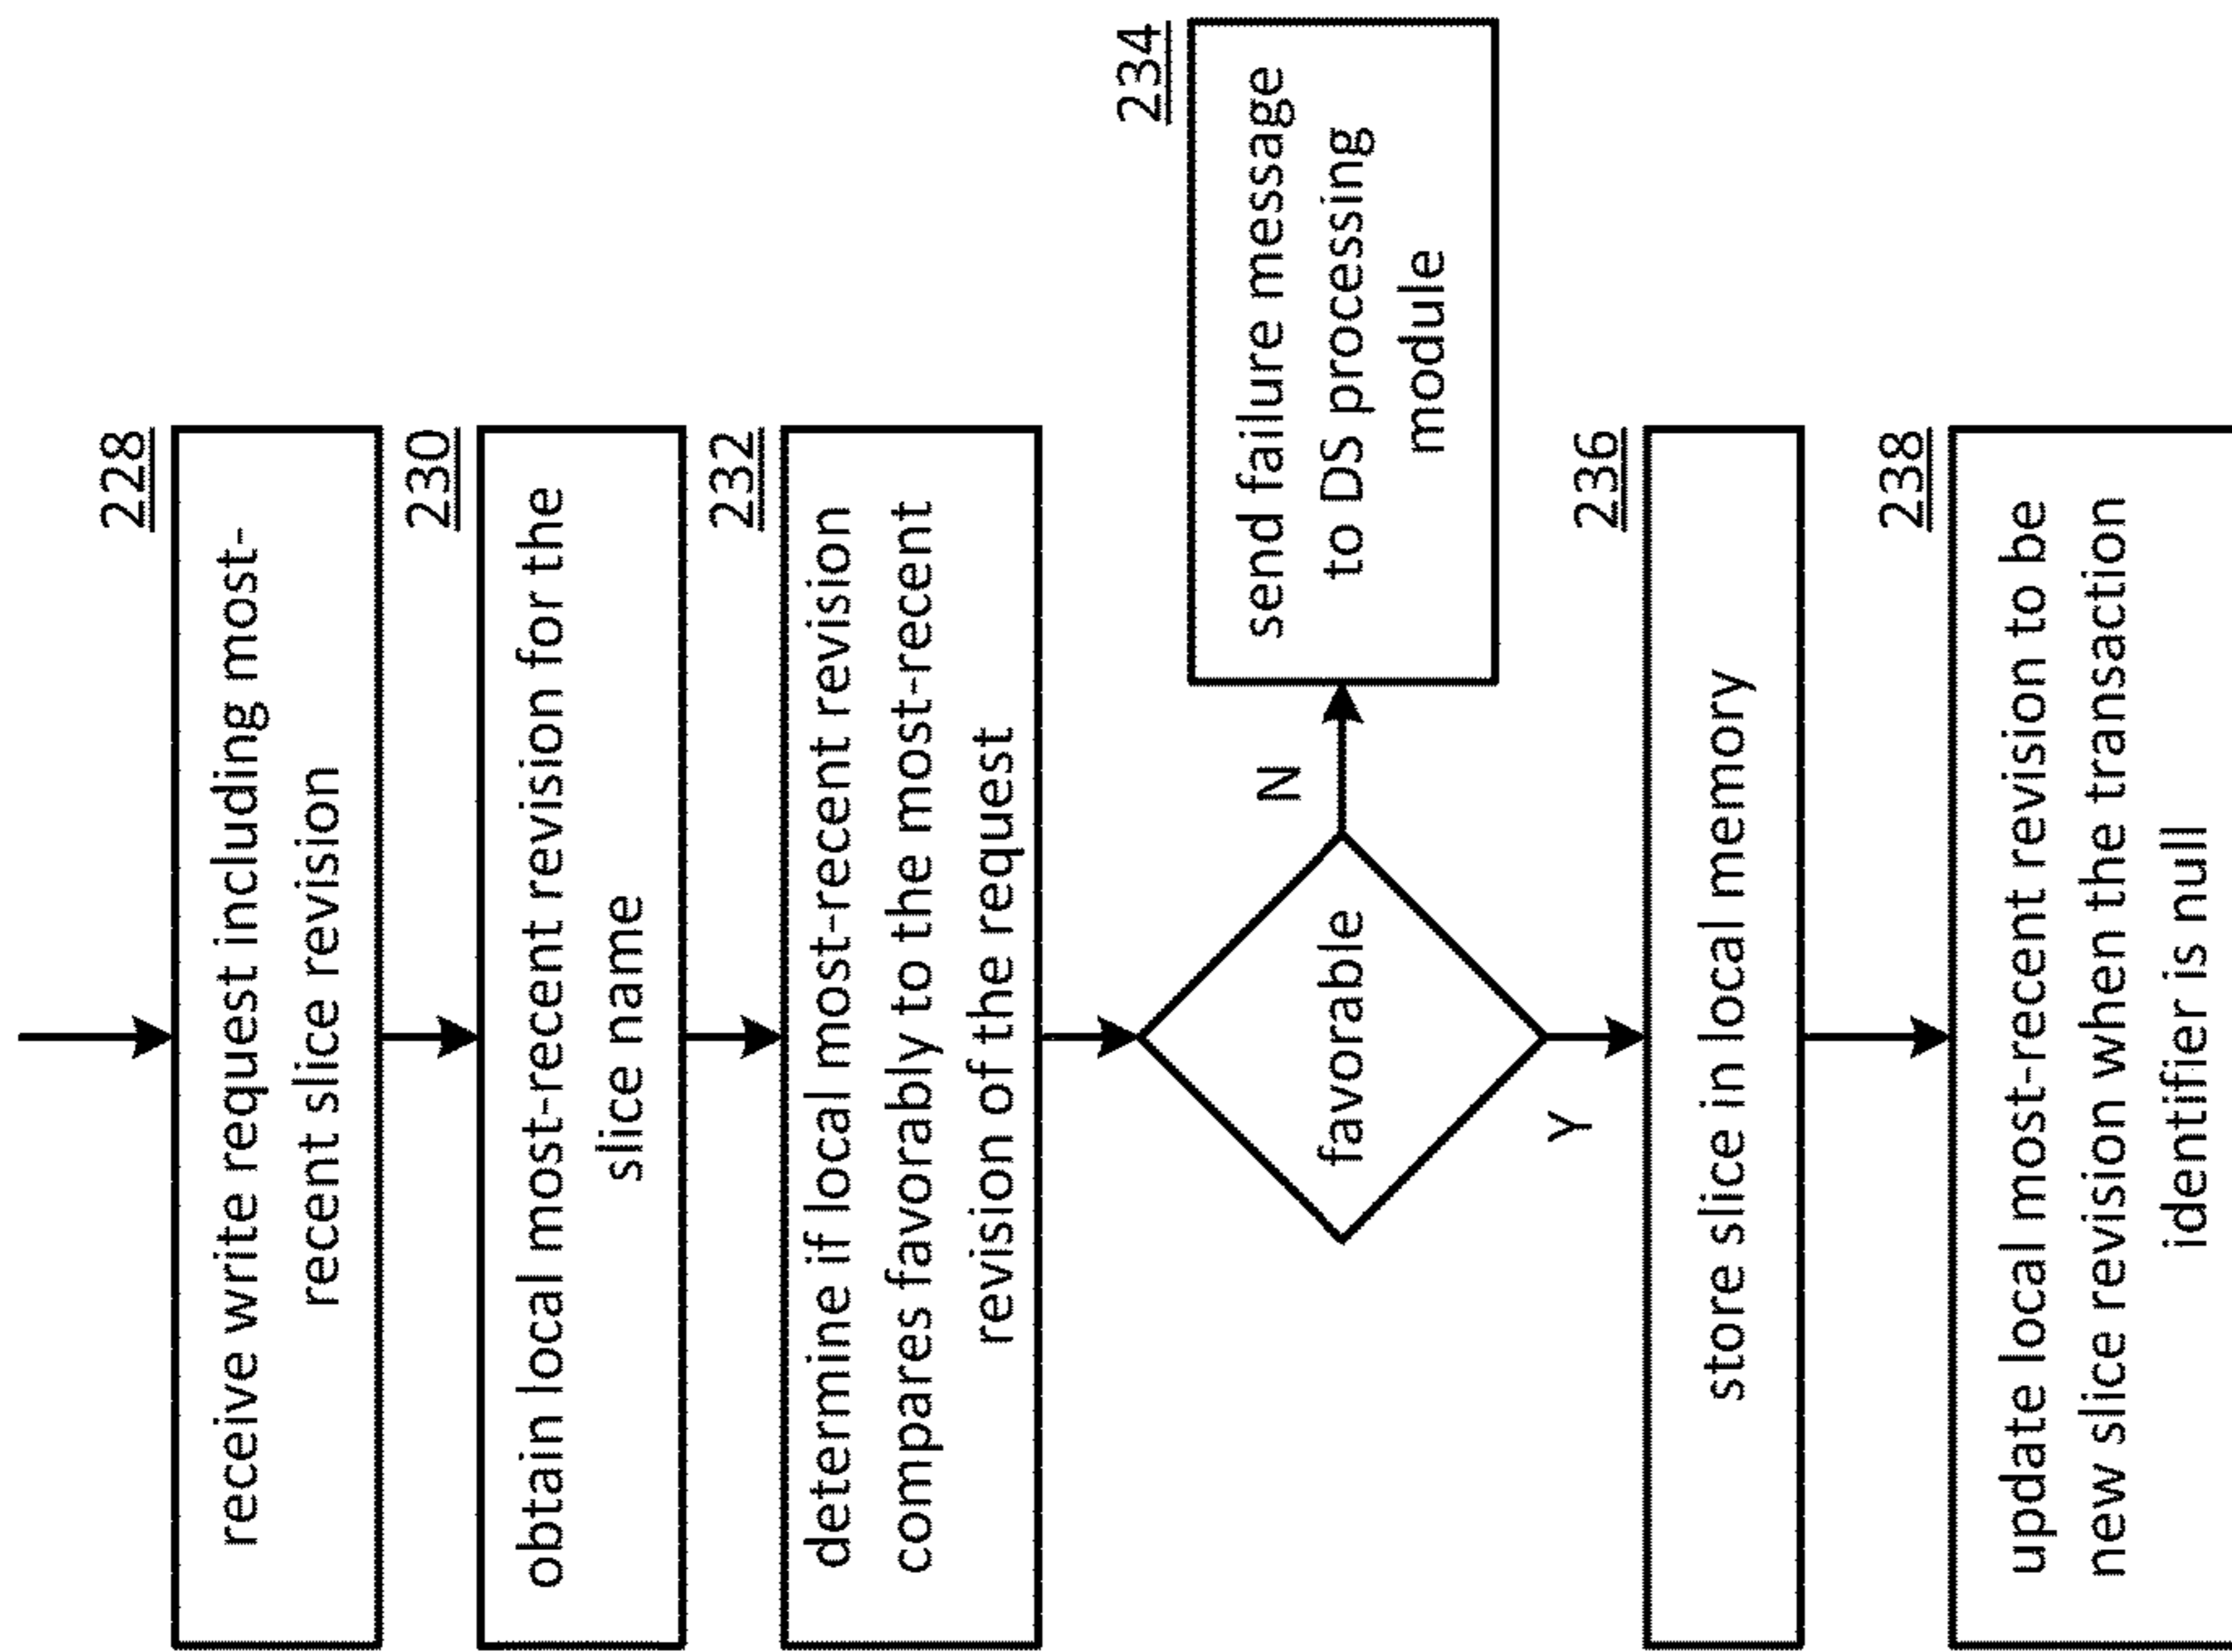 228
receive write request including most-
recent slice revision
230
obtain local most-recent revision for the
slice name
232
determine if local most-recent revision
compares favorably to the most-recent
revision of the request
favorable
N
234
send failure message
to DS processing
module
Y
236
store slice in local memory
238
update local most-recent revision to be
new slice revision when the transaction
identifier is null